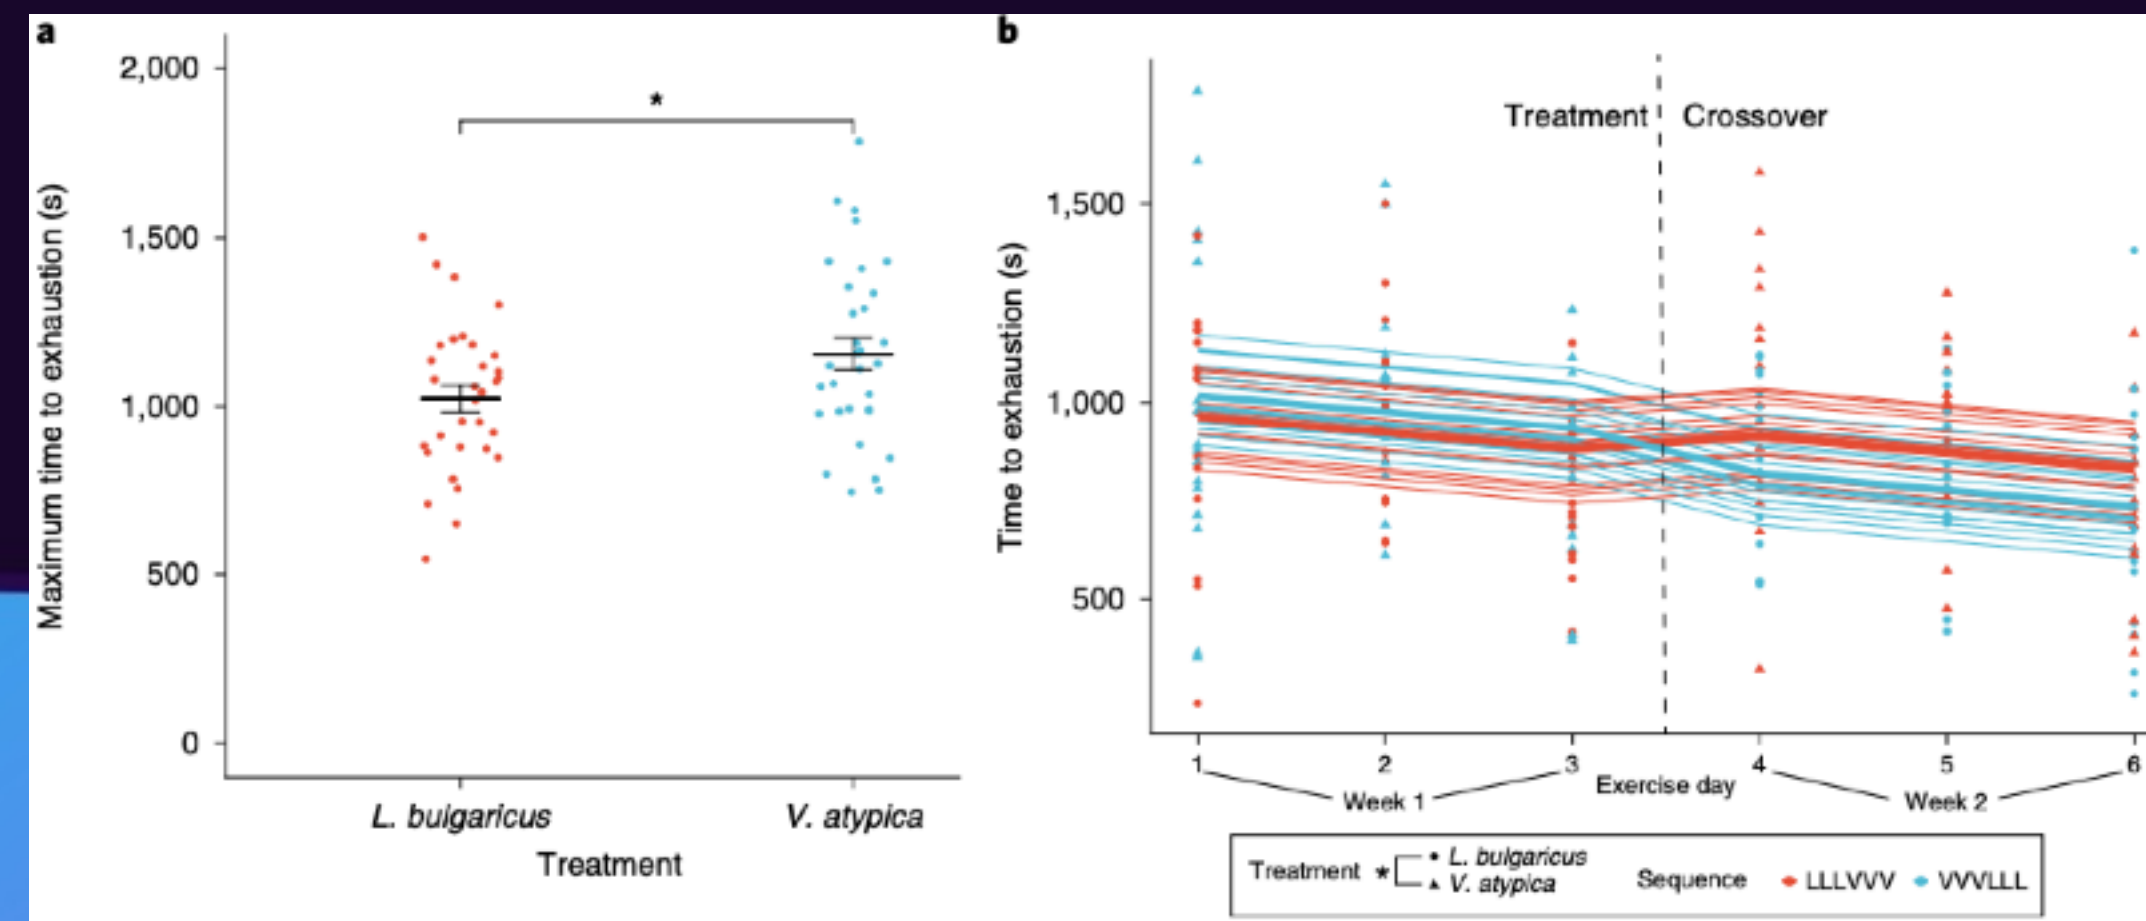 a
2,000
1,500
1,000
500
0
Maximum time to exhaustion (s)
*
L. bulgaricus
V. atypica
Treatment
b
Treatment
Crossover
1,500
1,000
500
Time to exhaustion (s)
1 2 3 4 5 6
Exercise day
Week 1
Week 2
Treatment * L. bulgaricus
V. atypica
Sequence LLLVVV VVVLLL